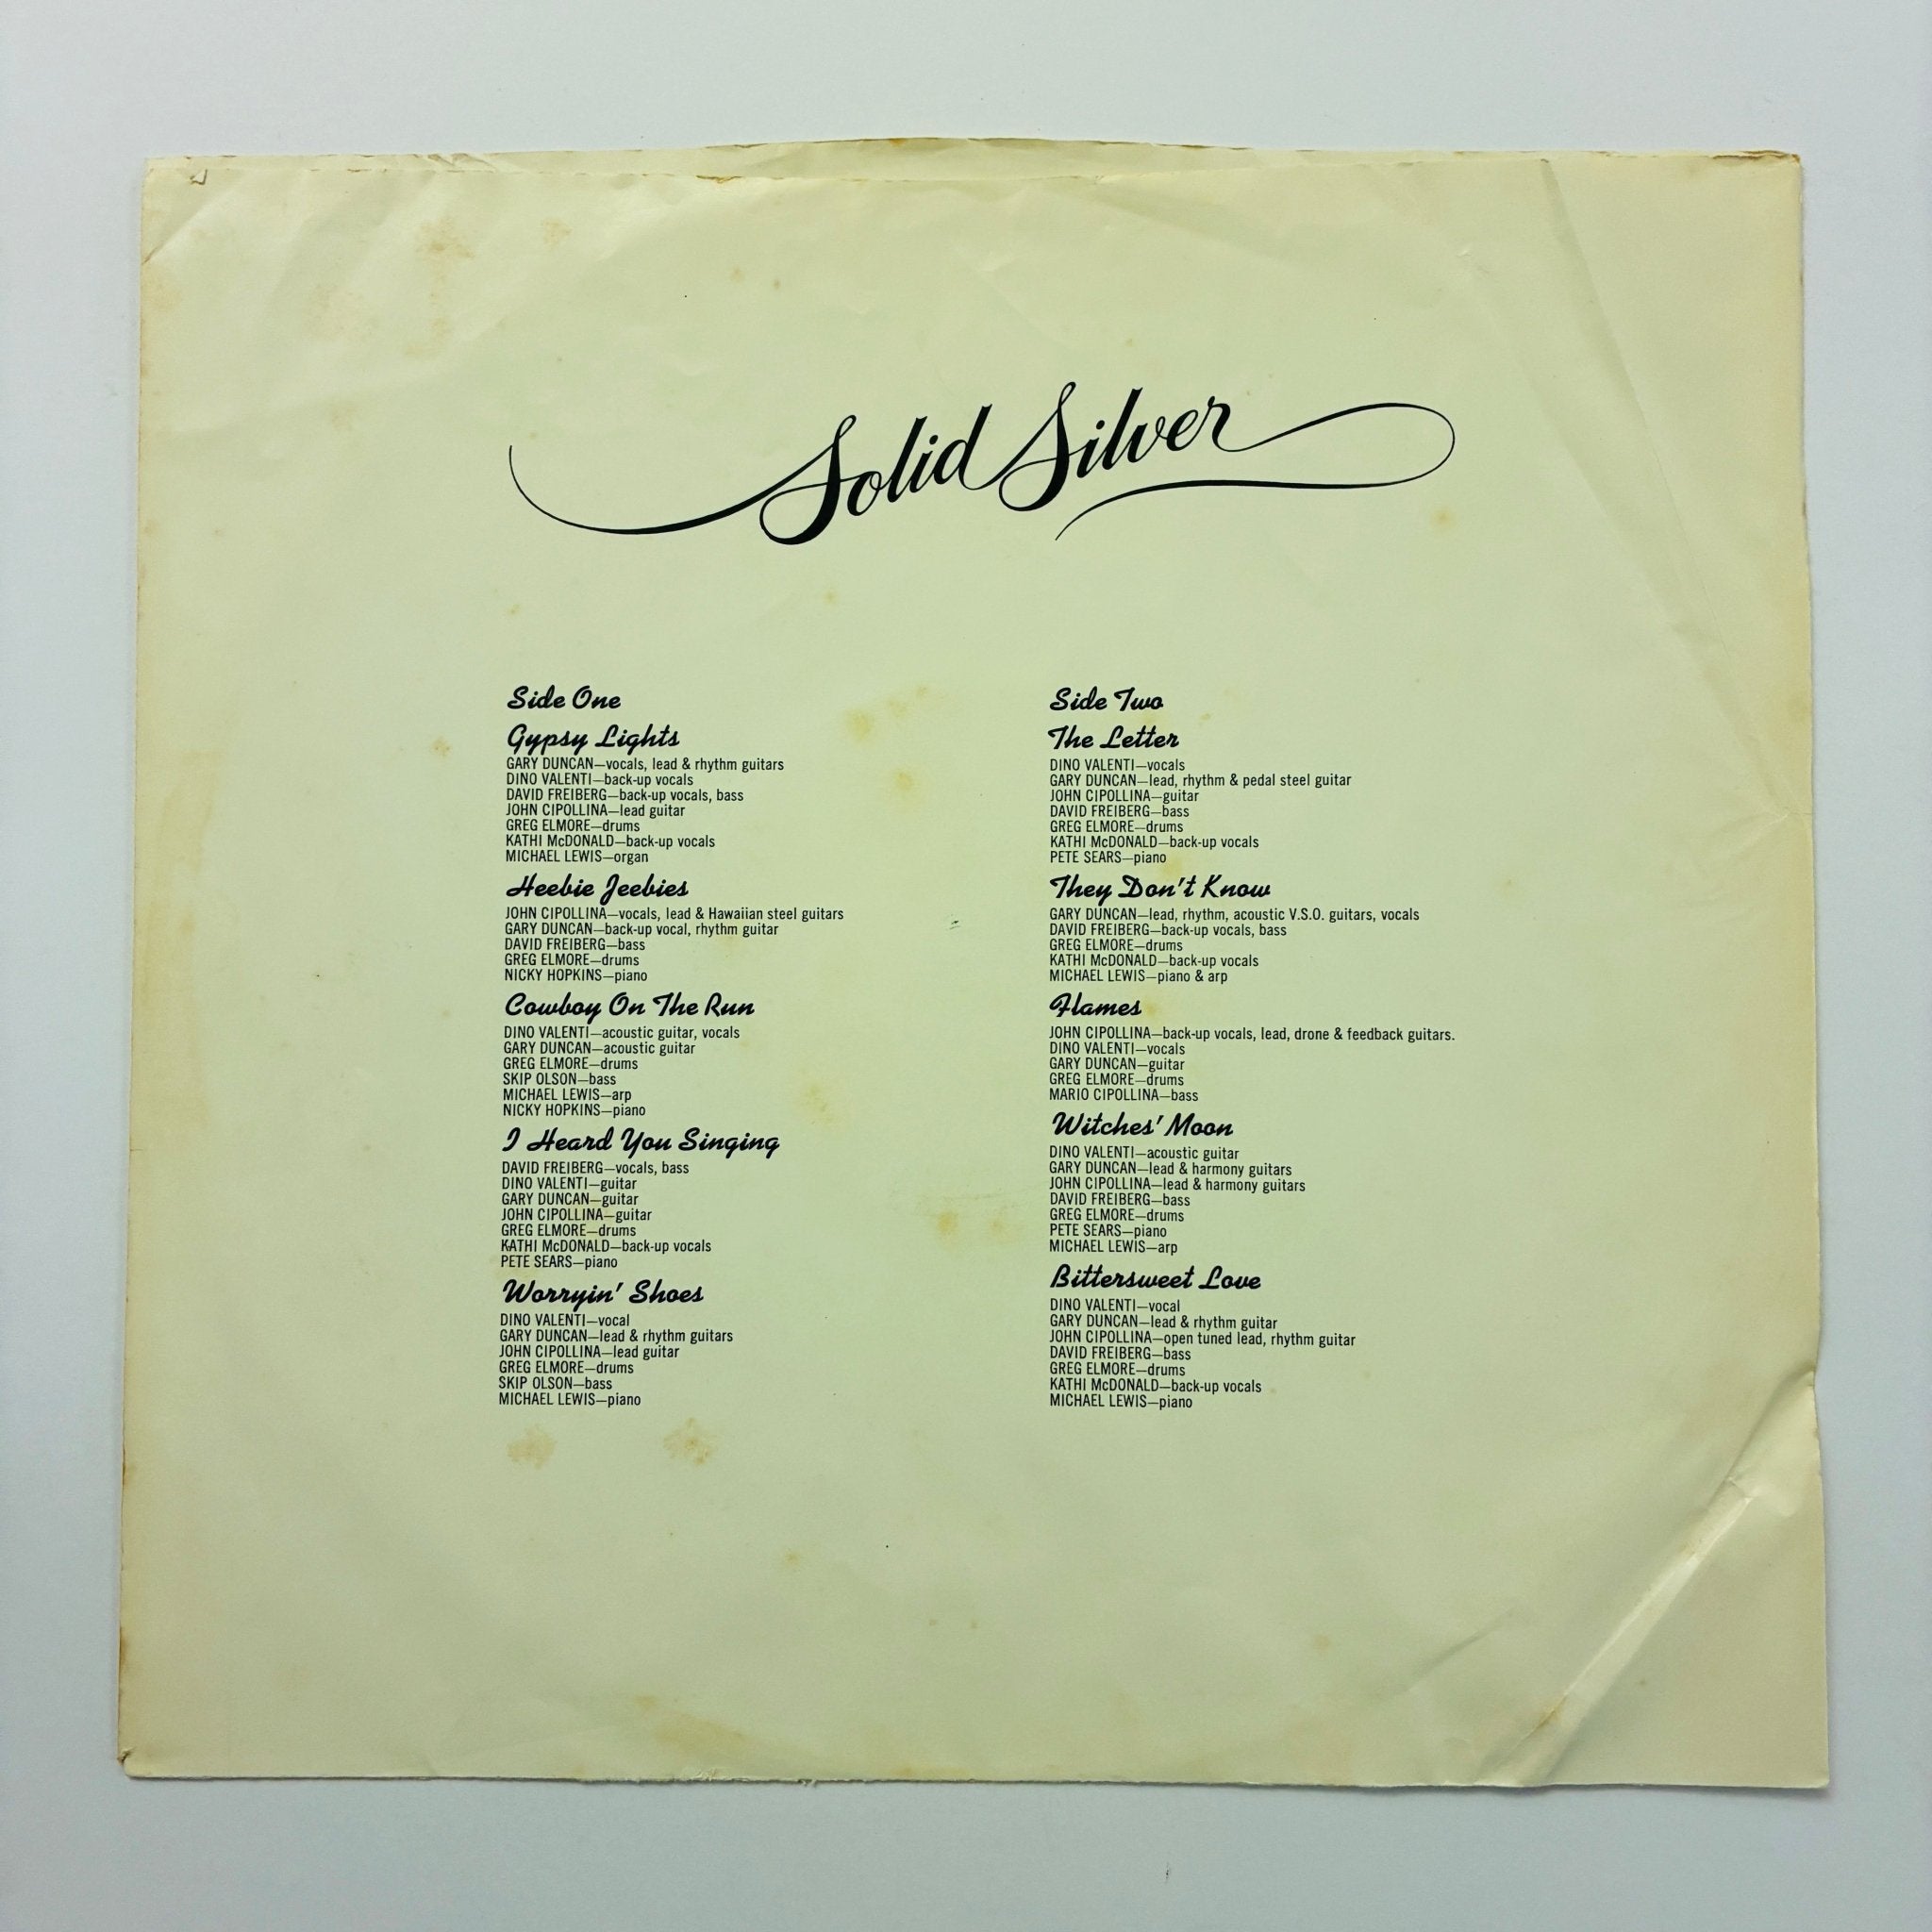 Solid Silver
Side One
Gypsy Lights
GARY DUNCAN—vocals, lead & rhythm guitars
DINO VALENTI—back-up vocals
DAVID FREIBERG—back-up vocals, bass
JOHN CIPOLLINA—lead guitar
GREG ELMORE—drums
KATHI McDONALD—back-up vocals
MICHAEL LEWIS—organ
Heebie Jeebies
JOHN CIPOLLINA—vocals, lead & Hawaiian steel guitars
GARY DUNCAN—back-up vocal, rhythm guitar
DAVID FREIBERG—bass
GREG ELMORE—drums
NICKY HOPKINS—piano
Cowboy On The Run
DINO VALENTI—acoustic guitar, vocals
GARY DUNCAN—acoustic guitar
GREG ELMORE—drums
SKIP OLSON—bass
MICHAEL LEWIS—arp
NICKY HOPKINS—piano
I Heard You Singing
DAVID FREIBERG—vocals, bass
DINO VALENTI—guitar
GARY DUNCAN—guitar
JOHN CIPOLLINA—guitar
GREG ELMORE—drums
KATHI McDONALD—back-up vocals
PETE SEARS—piano
Worryin' Shoes
DINO VALENTI—vocal
GARY DUNCAN—lead & rhythm guitars
JOHN CIPOLLINA—lead guitar
GREG ELMORE—drums
SKIP OLSON—bass
MICHAEL LEWIS—piano
Side Two
The Letter
DINO VALENTI—vocals
GARY DUNCAN—lead, rhythm & pedal steel guitar
JOHN CIPOLLINA—guitar
DAVID FREIBERG—bass
GREG ELMORE—drums
KATHI McDONALD—back-up vocals
PETE SEARS—piano
They Don't Know
GARY DUNCAN—lead, rhythm, acoustic V.S.O. guitars, vocals
DAVID FREIBERG—back-up vocals, bass
GREG ELMORE—drums
KATHI McDONALD—back-up vocals
MICHAEL LEWIS—piano & arp
Flames
JOHN CIPOLLINA—back-up vocals, lead, drone & feedback guitars.
DINO VALENTI—vocals
GARY DUNCAN—guitar
GREG ELMORE—drums
MARIO CIPOLLINA—bass
Witches' Moon
DINO VALENTI—acoustic guitar
GARY DUNCAN—lead & harmony guitars
JOHN CIPOLLINA—lead & harmony guitars
DAVID FREIBERG—bass
GREG ELMORE—drums
PETE SEARS—piano
MICHAEL LEWIS—arp
Bittersweet Love
DINO VALENTI—vocal
GARY DUNCAN—lead & rhythm guitar
JOHN CIPOLLINA—open tuned lead, rhythm guitar
DAVID FREIBERG—bass
GREG ELMORE—drums
KATHI McDONALD—back-up vocals
MICHAEL LEWIS—piano